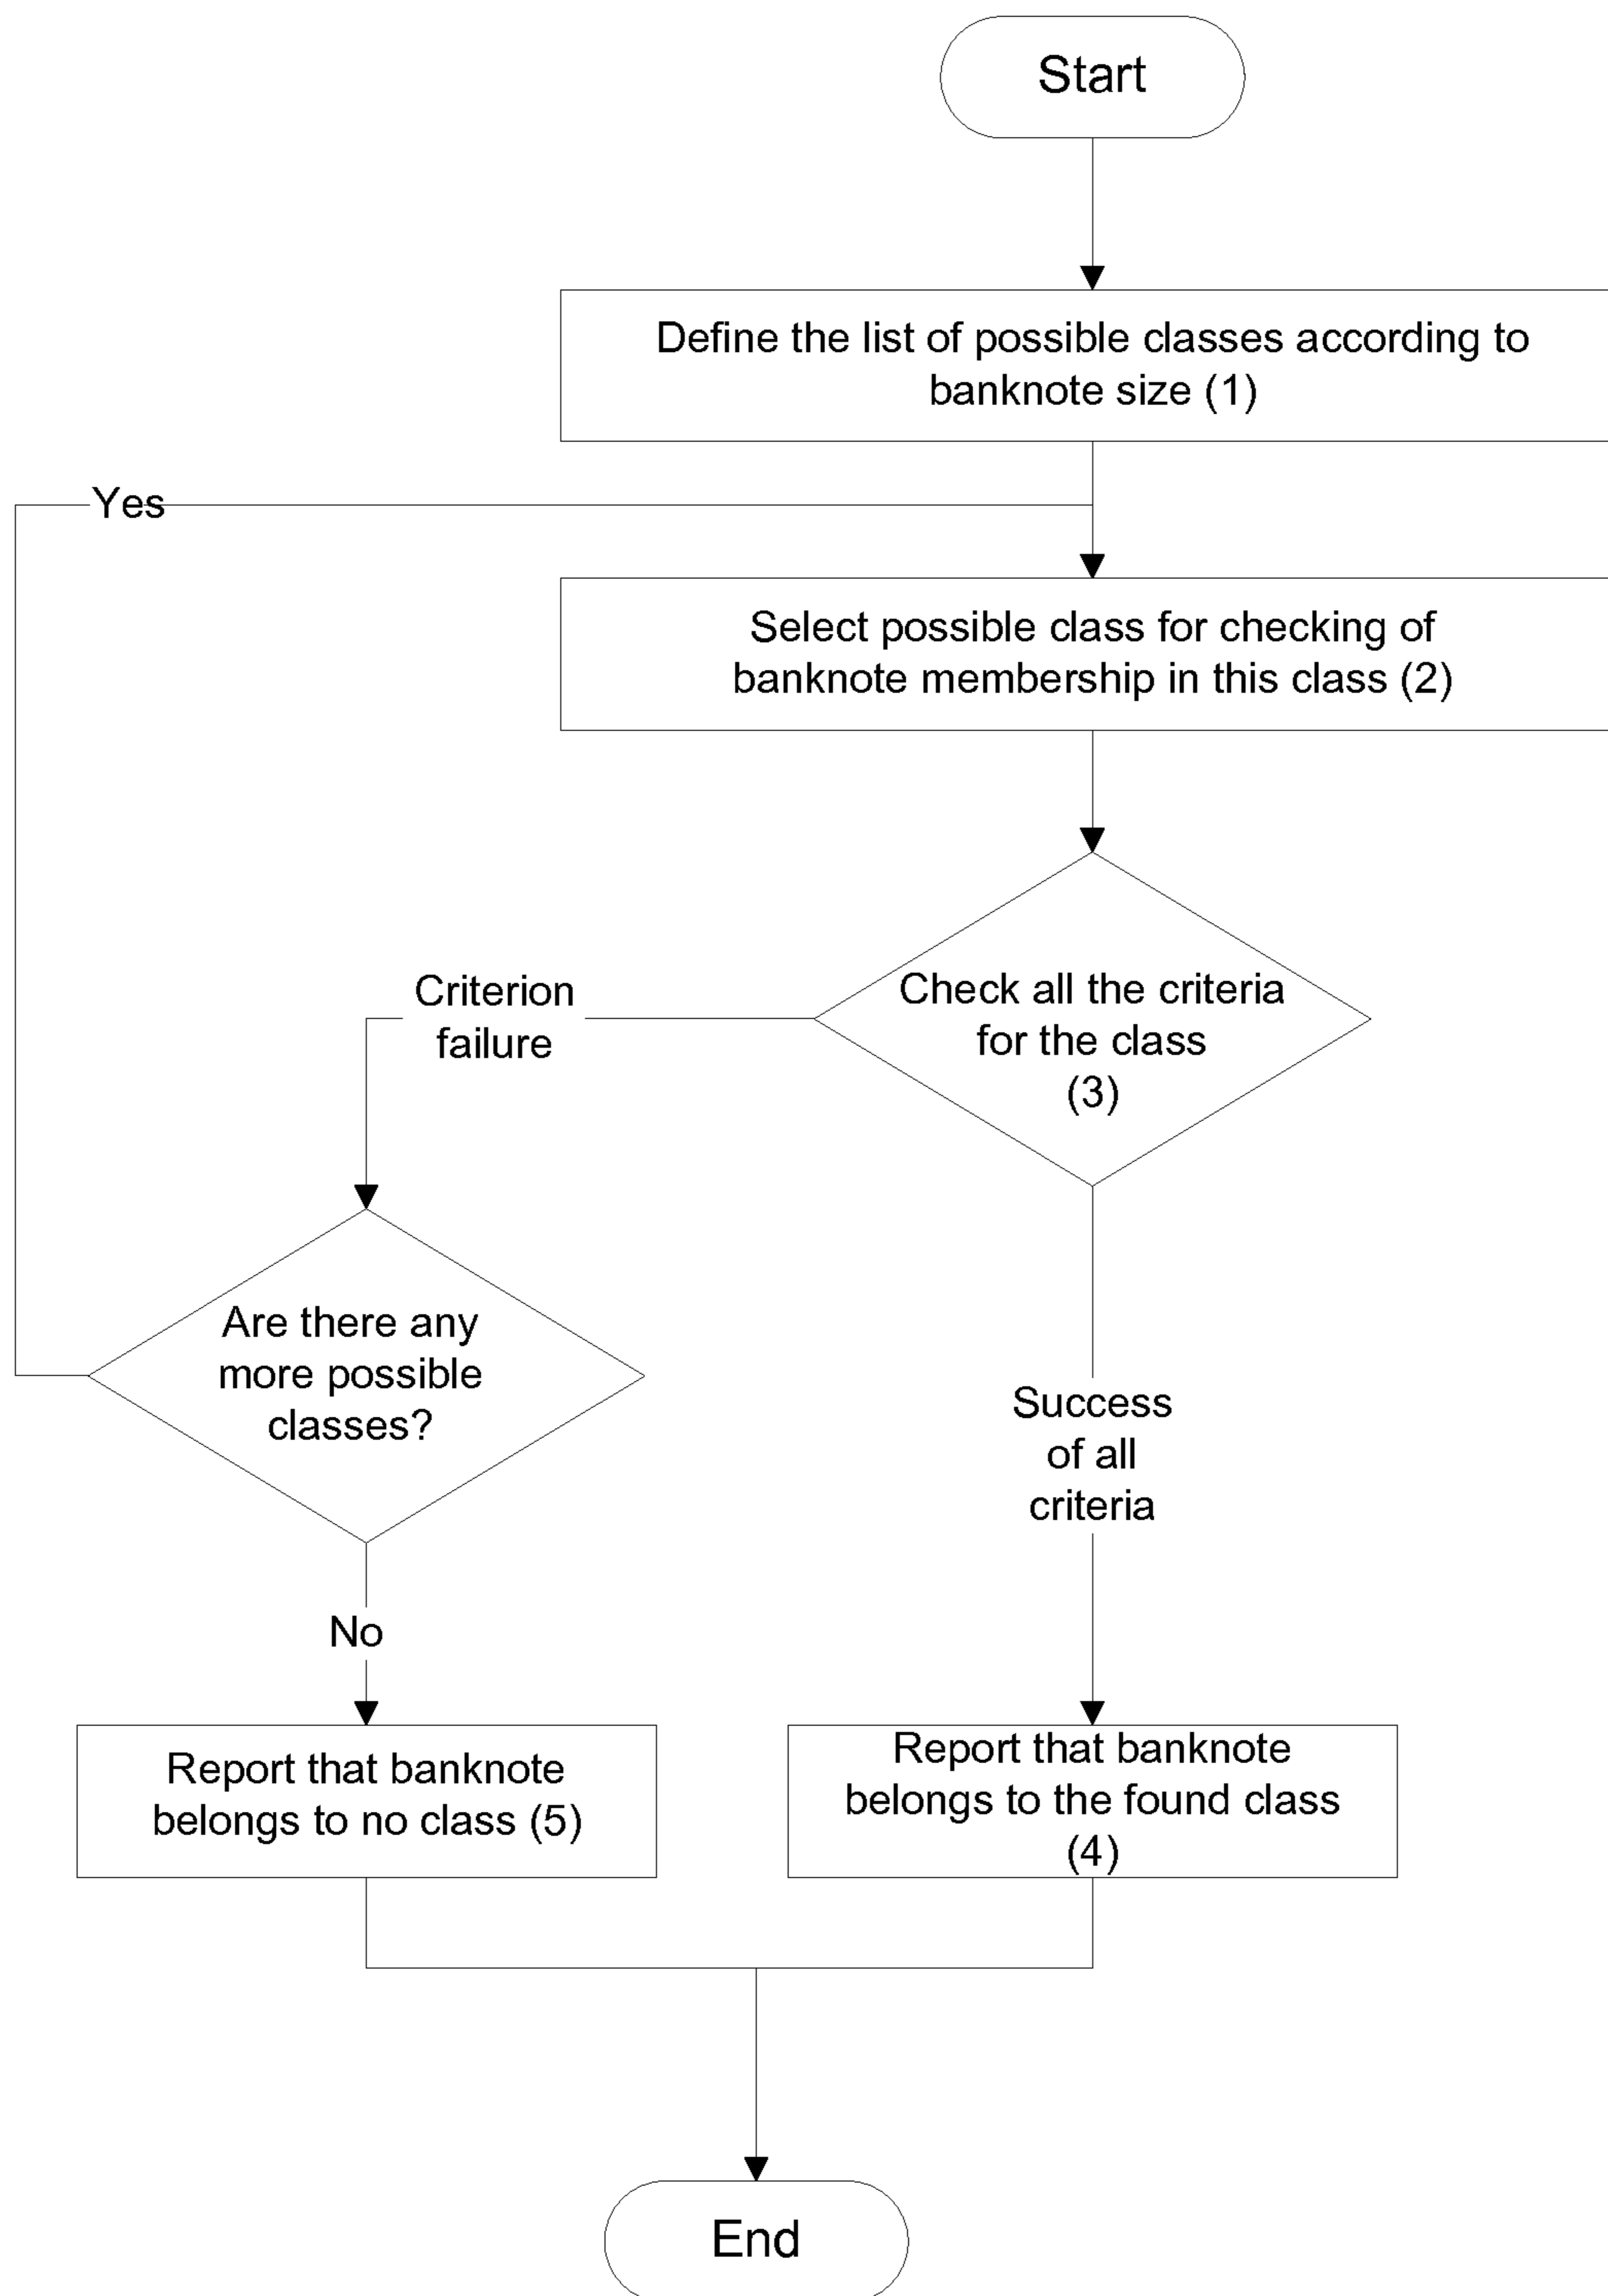 Start
Define the list of possible classes according to
banknote size (1)
Yes
Select possible class for checking of
banknote membership in this class (2)
Criterion
failure
Check all the criteria
for the class
(3)
Are there any
more possible
classes?
Success
of all
criteria
No
Report that banknote
belongs to no class (5)
Report that banknote
belongs to the found class
(4)
End